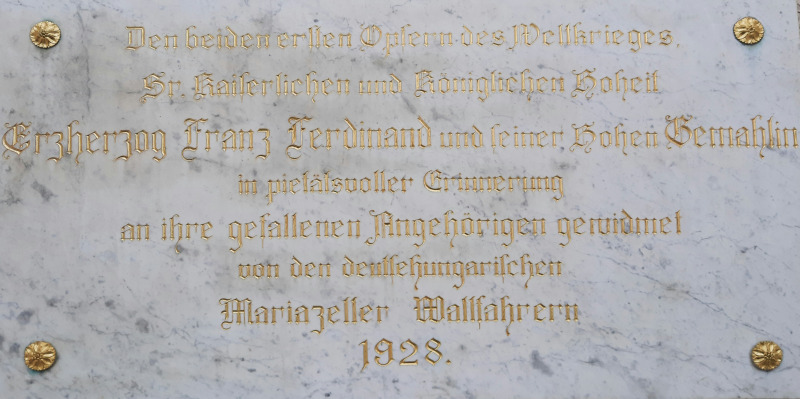 Den beiden ersten Opfern des Weltkrieges,
Sr. Kaiserlichen und Königlichen Hoheit
Erzherzog Franz Ferdinand und seiner Hohen Gemahlin
in pietätsvoller Erinnerung
an ihre gefallenen Angehörigen gewidmet
von den deutschungarischen
Mariazeller Wallfahrern
1928.